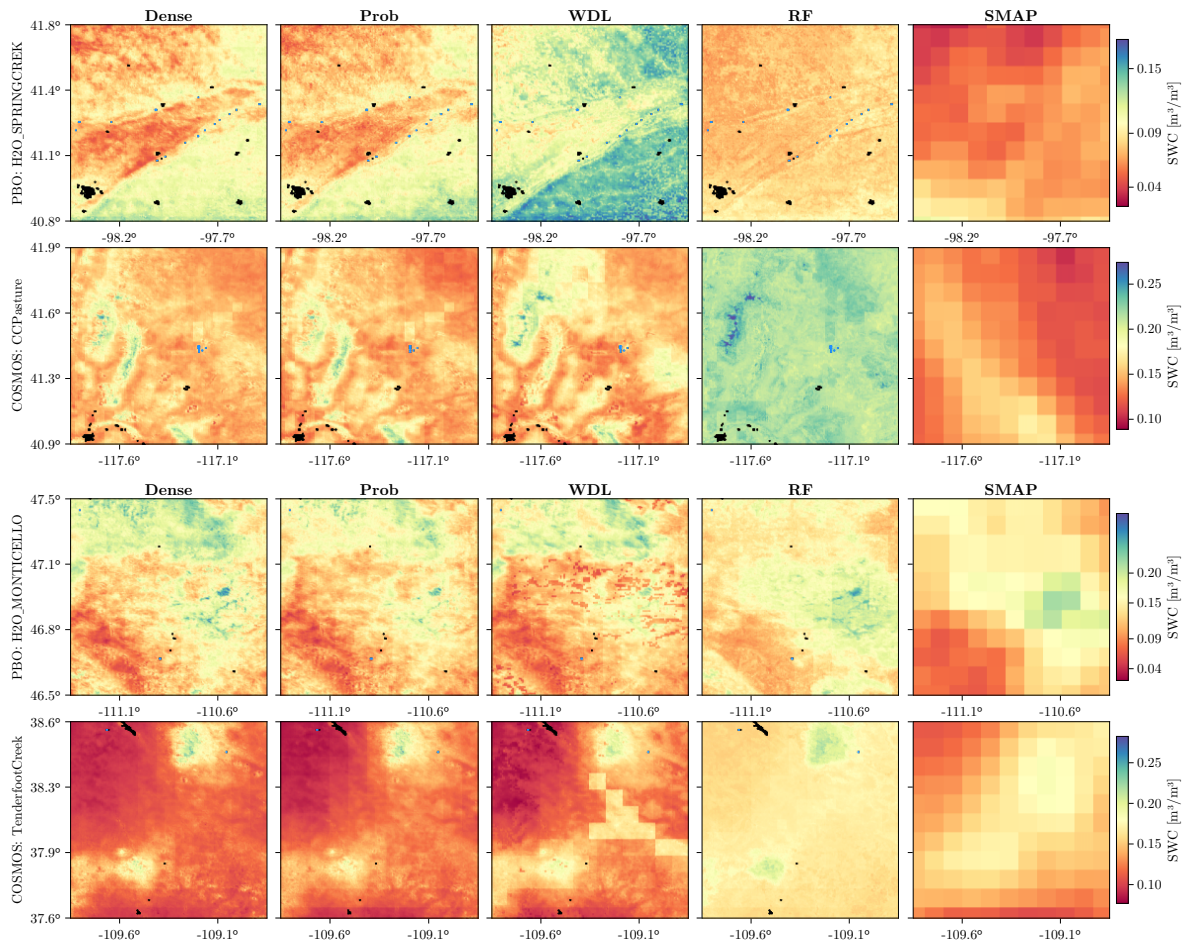 Dense Prob WDL RF SMAP
PBO: H2O_SPRINGCREK
41.8°
41.4°
41.1°
40.8°
-98.2° -97.7° -98.2° -97.7° -98.2° -97.7° -98.2° -97.7° -98.2° -97.7°
0.15
0.09
0.04
SWC [m³/m³]
COSMOS: CCPasture
41.9°
41.6°
41.3°
40.9°
-117.6° -117.1° -117.6° -117.1° -117.6° -117.1° -117.6° -117.1° -117.6° -117.1°
0.25
0.20
0.15
0.10
SWC [m³/m³]
Dense Prob WDL RF SMAP
PBO: H2O_MONTICELLO
47.5°
47.1°
46.8°
46.5°
-111.1° -110.6° -111.1° -110.6° -111.1° -110.6° -111.1° -110.6° -111.1° -110.6°
0.20
0.15
0.09
0.04
SWC [m³/m³]
COSMOS: TenderfootCreek
38.6°
38.3°
37.9°
37.6°
-109.6° -109.1° -109.6° -109.1° -109.6° -109.1° -109.6° -109.1° -109.6° -109.1°
0.25
0.20
0.15
0.10
SWC [m³/m³]